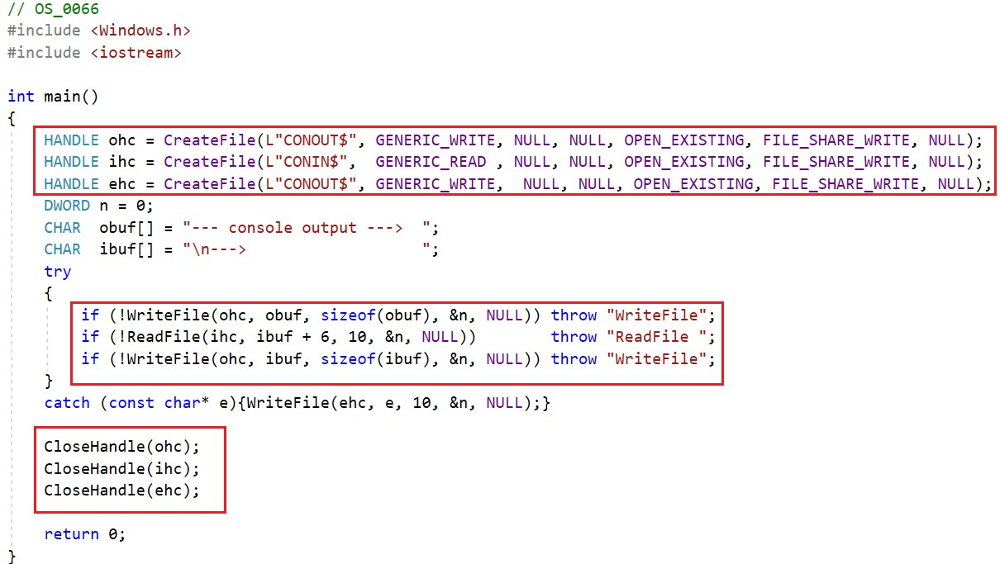 // OS_0066
#include <Windows.h>
#include <iostream>
int main()
{
HANDLE ohc = CreateFile(L"CONOUT$", GENERIC_WRITE, NULL, NULL, OPEN_EXISTING, FILE_SHARE_WRITE, NULL);
HANDLE ihc = CreateFile(L"CONIN$",  GENERIC_READ , NULL, NULL, OPEN_EXISTING, FILE_SHARE_WRITE, NULL);
HANDLE ehc = CreateFile(L"CONOUT$", GENERIC_WRITE,  NULL, NULL, OPEN_EXISTING, FILE_SHARE_WRITE, NULL);
DWORD n = 0;
CHAR  obuf[] = "--- console output --->  ";
CHAR  ibuf[] = "\n--->                   ";
try
{
if (!WriteFile(ohc, obuf, sizeof(obuf), &n, NULL)) throw "WriteFile";
if (!ReadFile(ihc, ibuf + 6, 10, &n, NULL))        throw "ReadFile ";
if (!WriteFile(ohc, ibuf, sizeof(ibuf), &n, NULL)) throw "WriteFile";
}
catch (const char* e){WriteFile(ehc, e, 10, &n, NULL);}
CloseHandle(ohc);
CloseHandle(ihc);
CloseHandle(ehc);
return 0;
}